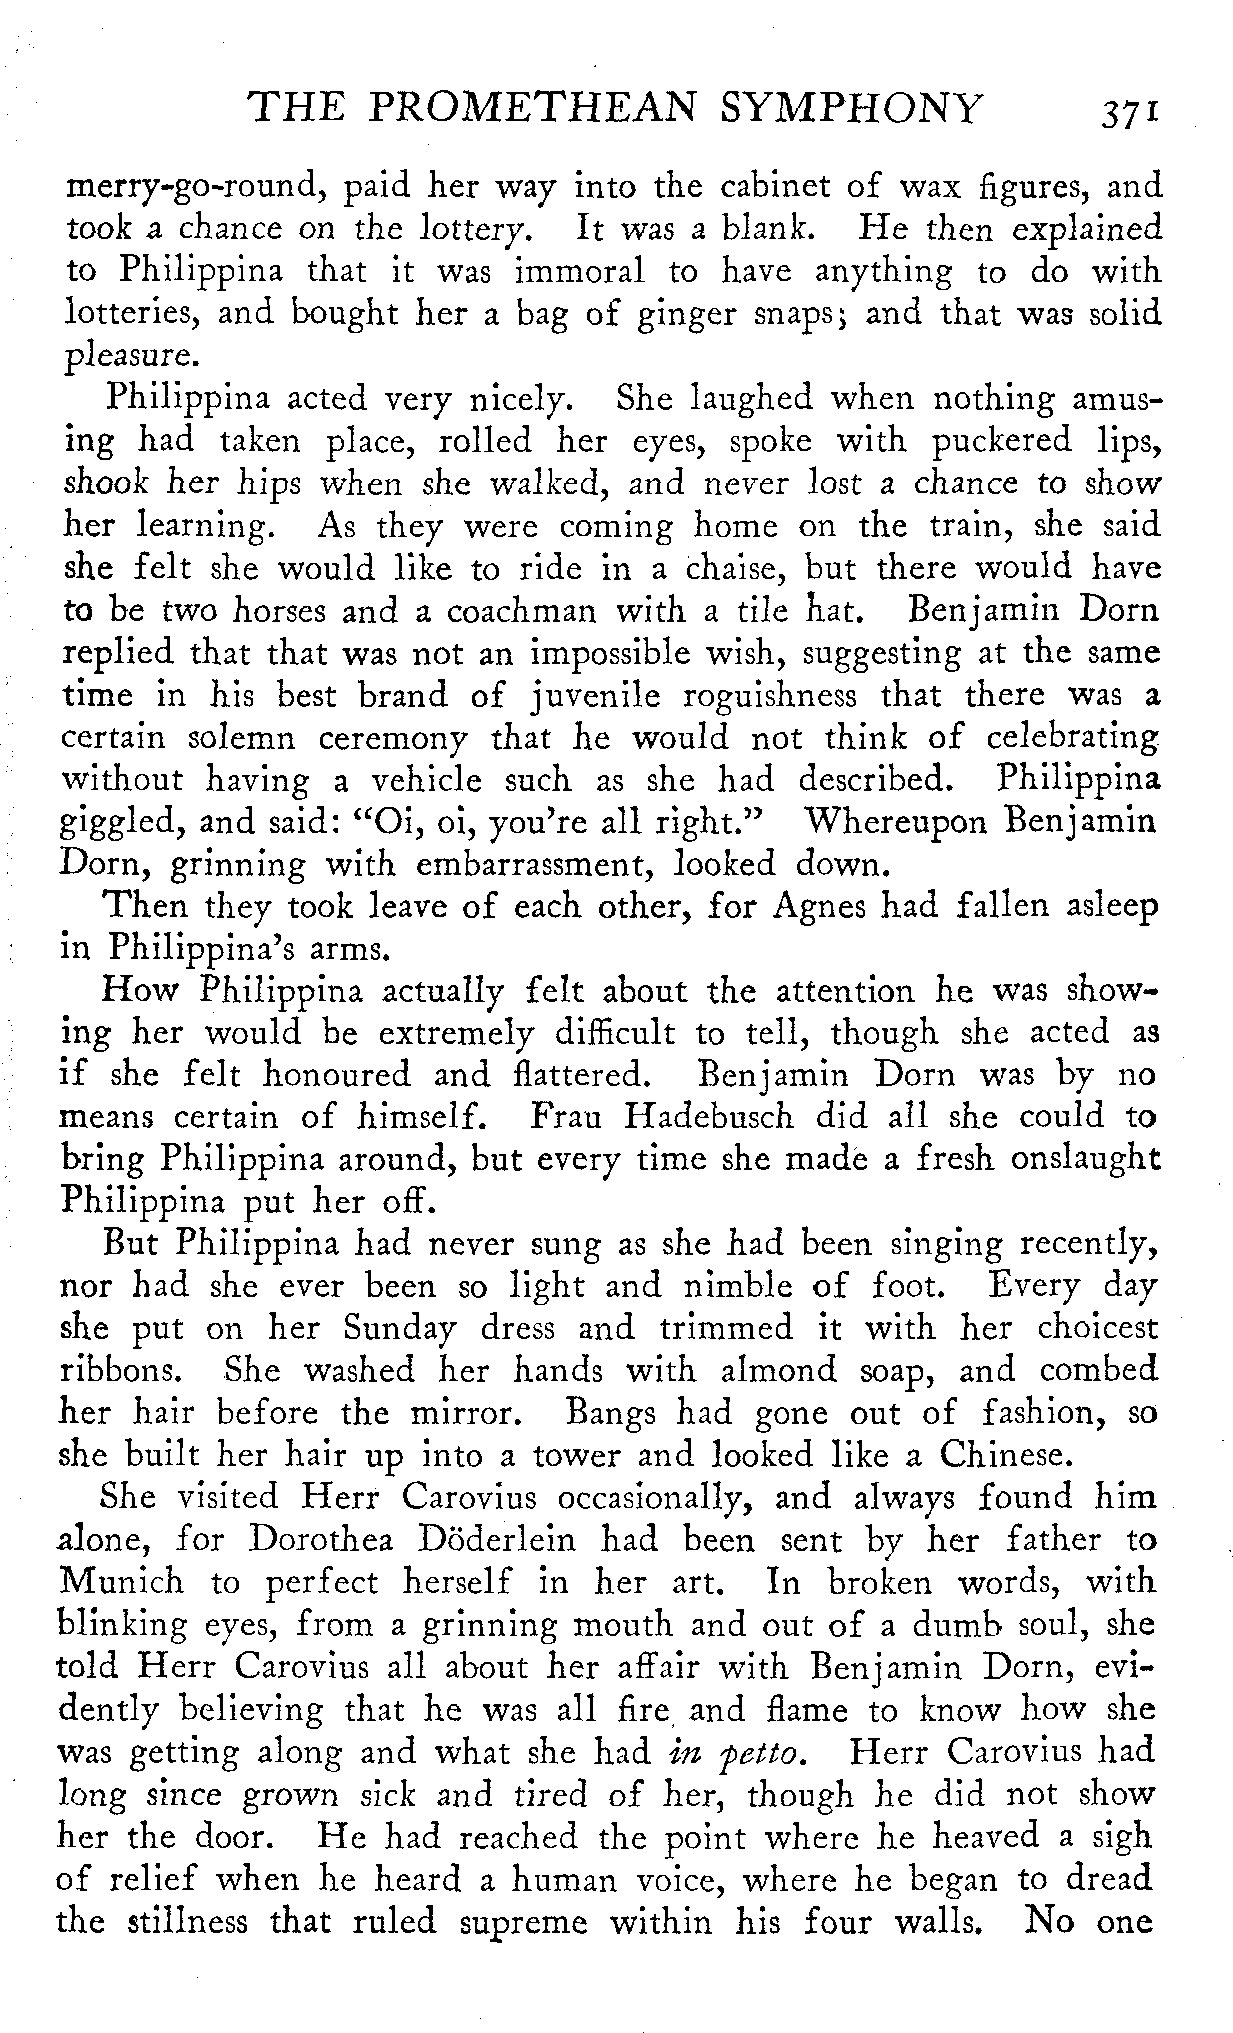 THE PROMETHEAN SYMPHONY 371
merry-go-round, paid her way into the cabinet of wax figures, and
took a chance on the lottery. It was a blank. He then explained
to Philippina that it was immoral to have anything to do with
lotteries, and bought her a bag of ginger snaps; and that was solid
pleasure.
Philippina acted very nicely. She laughed when nothing amus-
ing had taken place, rolled her eyes, spoke with puckered lips,
shook her hips when she walked, and never lost a chance to show
her learning. As they were coming home on the train, she said
she felt she would like to ride in a chaise, but there would have
to be two horses and a coachman with a tile hat. Benjamin Dorn
replied that that was not an impossible wish, suggesting at the same
time in his best brand of juvenile roguishness that there was a
certain solemn ceremony that he would not think of celebrating
without having a vehicle such as she had described. Philippina
giggled, and said: “Oi, oi, you’re all right.” Whereupon Benjamin
Dorn, grinning with embarrassment, looked down.
Then they took leave of each other, for Agnes had fallen asleep
in Philippina’s arms.
How Philippina actually felt about the attention he was show-
ing her would be extremely difficult to tell, though she acted as
if she felt honoured and flattered. Benjamin Dorn was by no
means certain of himself. Frau Hadebusch did all she could to
bring Philippina around, but every time she made a fresh onslaught
Philippina put her off.
But Philippina had never sung as she had been singing recently,
nor had she ever been so light and nimble of foot. Every day
she put on her Sunday dress and trimmed it with her choicest
ribbons. She washed her hands with almond soap, and combed
her hair before the mirror. Bangs had gone out of fashion, so
she built her hair up into a tower and looked like a Chinese.
She visited Herr Carovius occasionally, and always found him
alone, for Dorothea Döderlein had been sent by her father to
Munich to perfect herself in her art. In broken words, with
blinking eyes, from a grinning mouth and out of a dumb soul, she
told Herr Carovius all about her affair with Benjamin Dorn, evi-
dently believing that he was all fire and flame to know how she
was getting along and what she had in petto. Herr Carovius had
long since grown sick and tired of her, though he did not show
her the door. He had reached the point where he heaved a sigh
of relief when he heard a human voice, where he began to dread
the stillness that ruled supreme within his four walls. No one